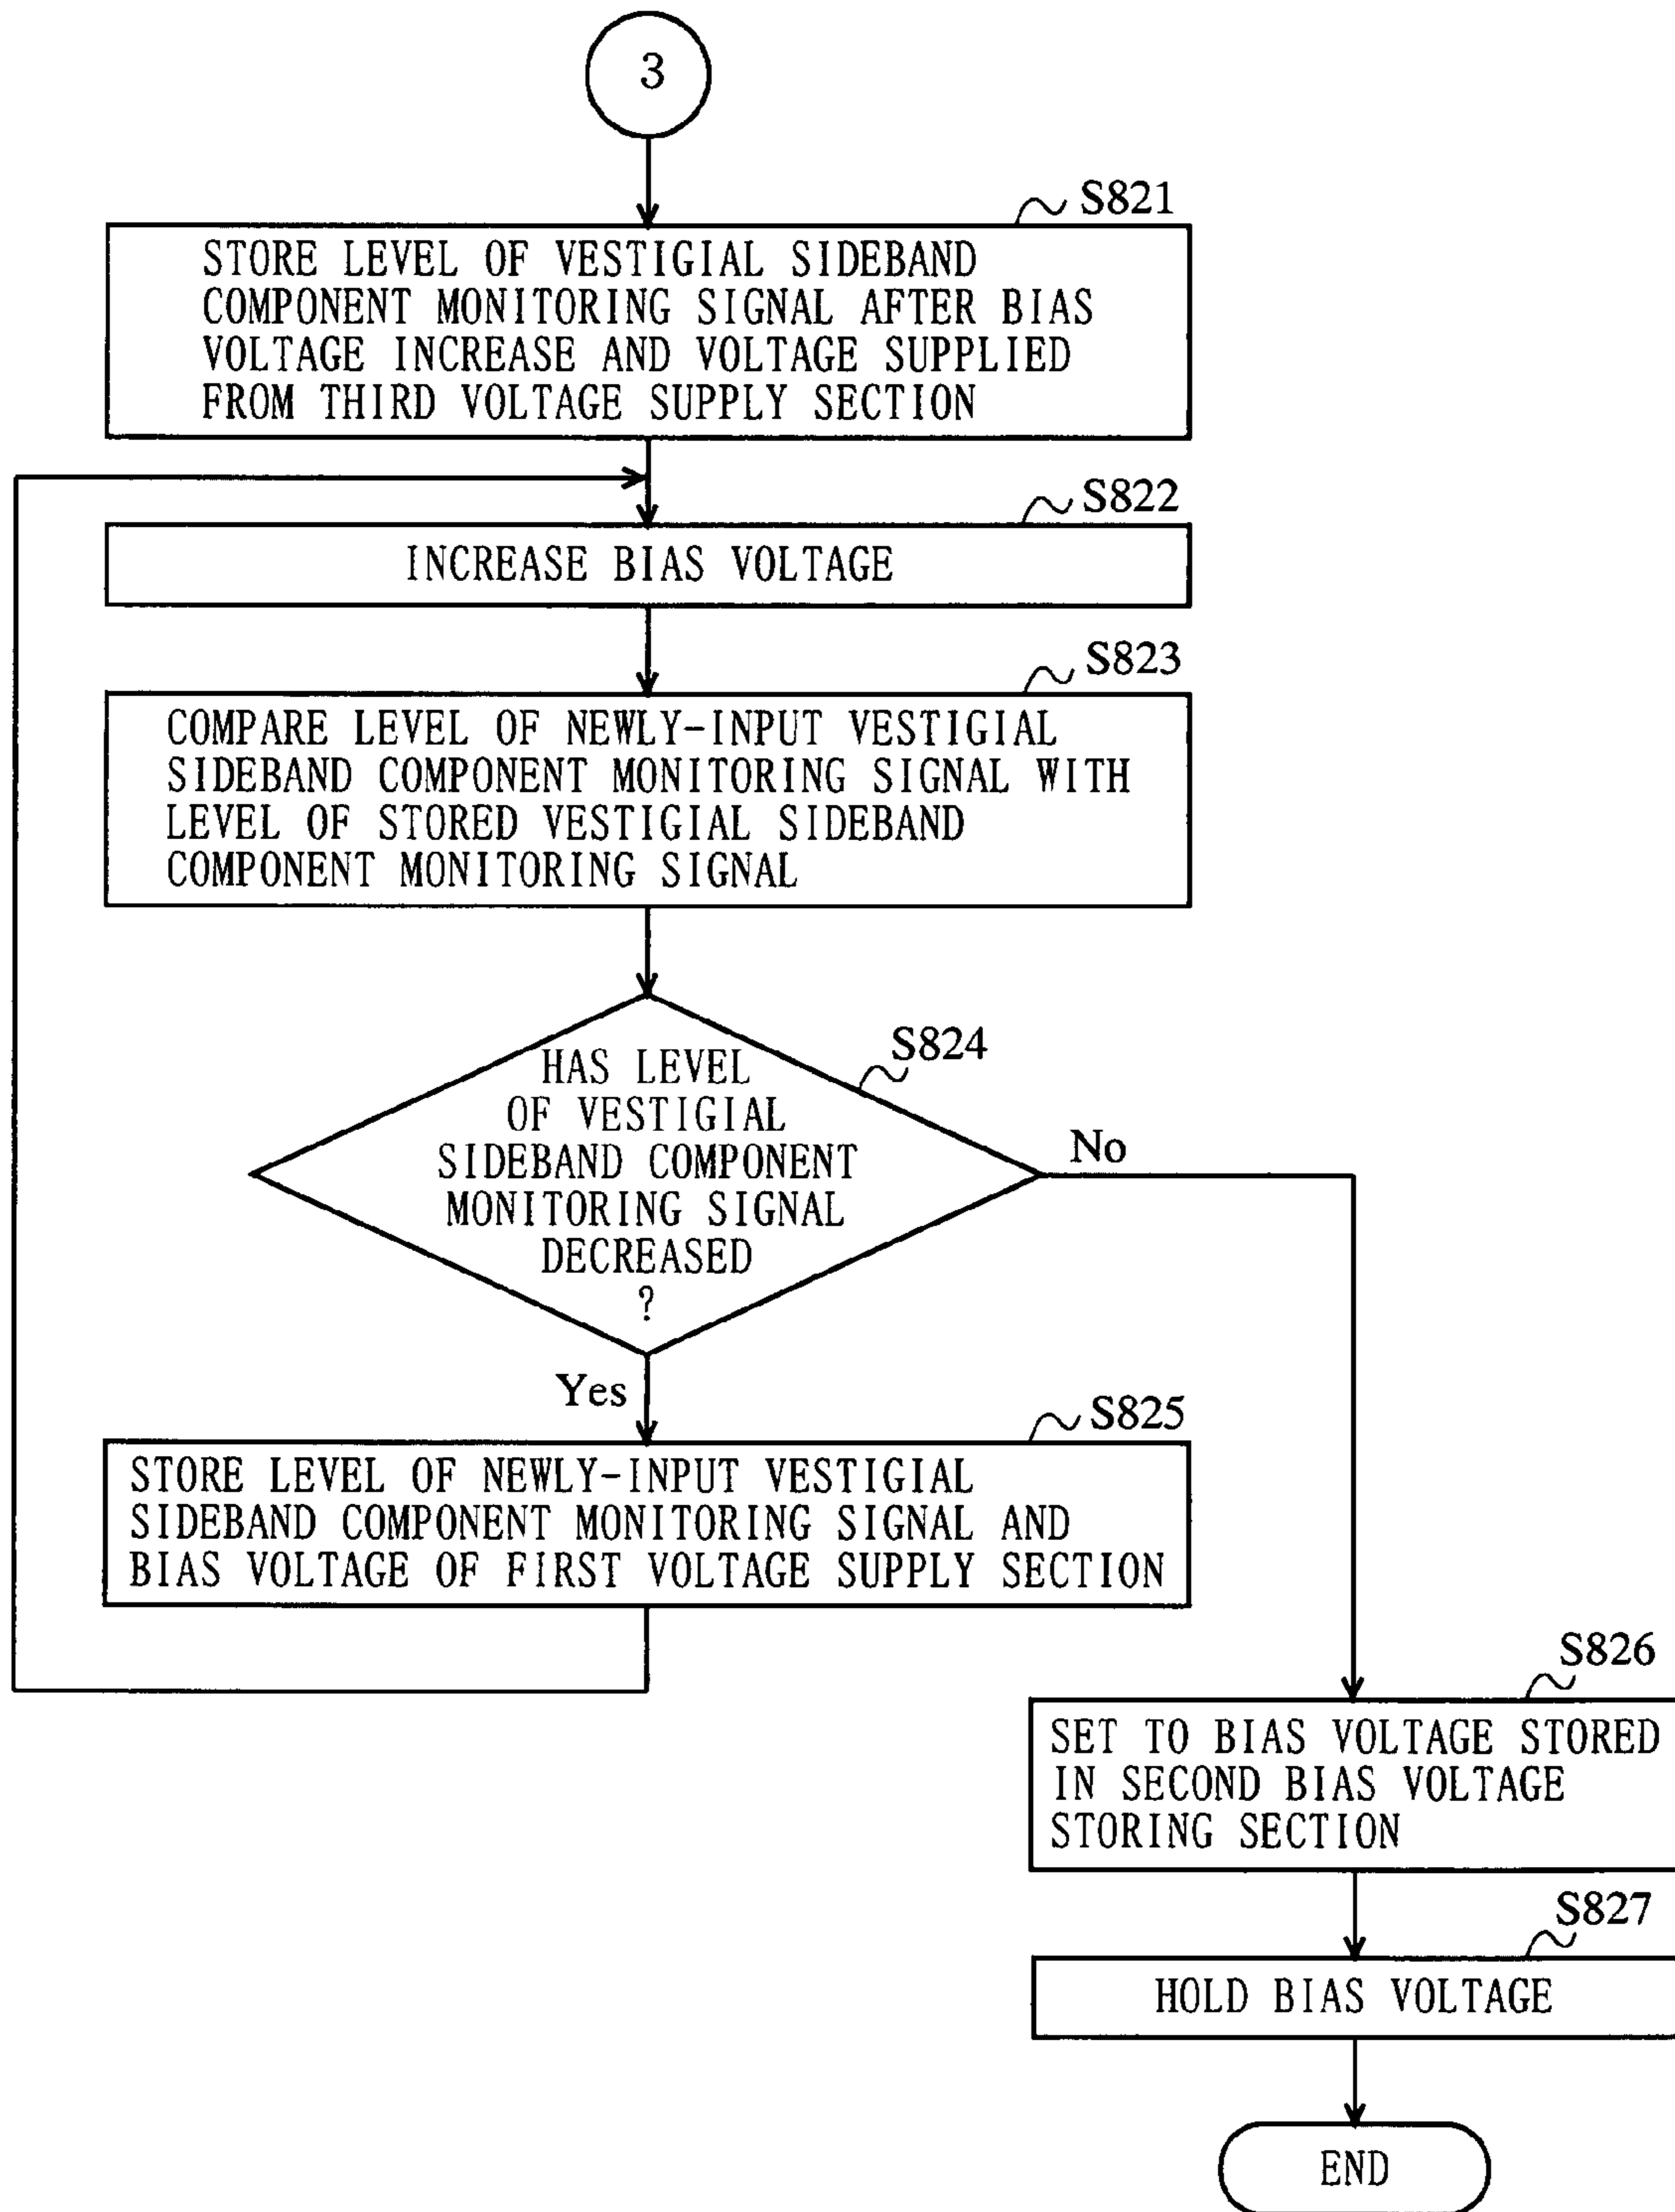 3
S821
STORE LEVEL OF VESTIGIAL SIDEBAND
COMPONENT MONITORING SIGNAL AFTER BIAS
VOLTAGE INCREASE AND VOLTAGE SUPPLIED
FROM THIRD VOLTAGE SUPPLY SECTION
S822
INCREASE BIAS VOLTAGE
S823
COMPARE LEVEL OF NEWLY-INPUT VESTIGIAL
SIDEBAND COMPONENT MONITORING SIGNAL WITH
LEVEL OF STORED VESTIGIAL SIDEBAND
COMPONENT MONITORING SIGNAL
S824
HAS LEVEL
OF VESTIGIAL
SIDEBAND COMPONENT
MONITORING SIGNAL
DECREASED
?
No
Yes
S825
STORE LEVEL OF NEWLY-INPUT VESTIGIAL
SIDEBAND COMPONENT MONITORING SIGNAL AND
BIAS VOLTAGE OF FIRST VOLTAGE SUPPLY SECTION
S826
SET TO BIAS VOLTAGE STORED
IN SECOND BIAS VOLTAGE
STORING SECTION
S827
HOLD BIAS VOLTAGE
END